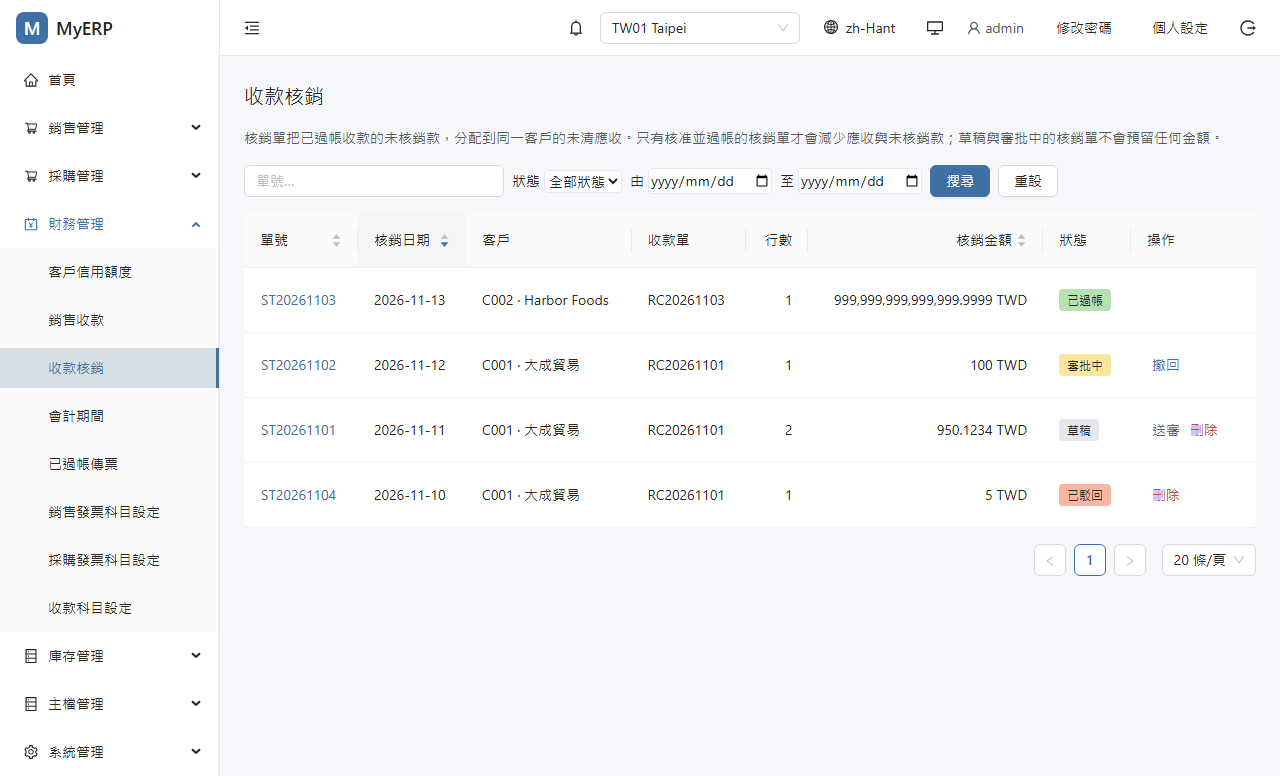 M MyERP
TW01 Taipei
zh-Hant
admin
修改密碼
個人設定
首頁
銷售管理
採購管理
財務管理
客戶信用額度
銷售收款
收款核銷
會計期間
已過帳傳票
銷售發票科目設定
採購發票科目設定
收款科目設定
庫存管理
主檔管理
系統管理
收款核銷
核銷單把已過帳收款的未核銷款，分配到同一客戶的未清應收。只有核准並過帳的核銷單才會減少應收與未核銷款；草稿與審批中的核銷單不會預留任何金額。
單號... 狀態 全部狀態 由 yyyy/mm/dd 至 yyyy/mm/dd 搜尋 重設
單號 核銷日期 客戶 收款單 行數 核銷金額 狀態 操作
ST20261103 2026-11-13 C002 · Harbor Foods RC20261103 1 999,999,999,999,999.9999 TWD 已過帳
ST20261102 2026-11-12 C001 · 大成貿易 RC20261101 1 100 TWD 審批中 撤回
ST20261101 2026-11-11 C001 · 大成貿易 RC20261101 2 950.1234 TWD 草稿 送審 刪除
ST20261104 2026-11-10 C001 · 大成貿易 RC20261101 1 5 TWD 已駁回 刪除
< 1 > 20 條/頁